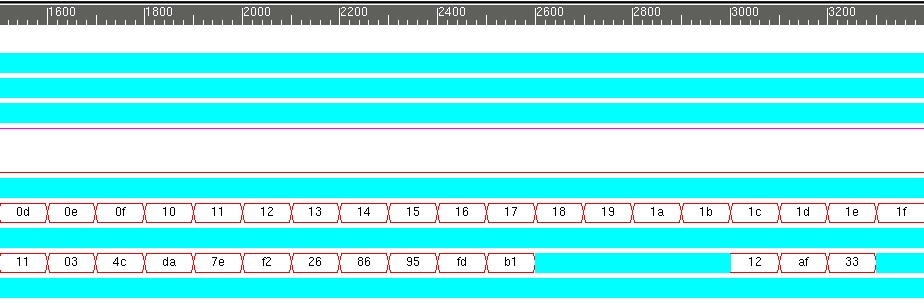 1600 1800 2000 2200 2400 2600 2800 3000 3200
0d 0e 0f 10 11 12 13 14 15 16 17 18 19 1a 1b 1c 1d 1e 1f
11 03 4c da 7e f2 26 86 95 fd b1 12 af 33